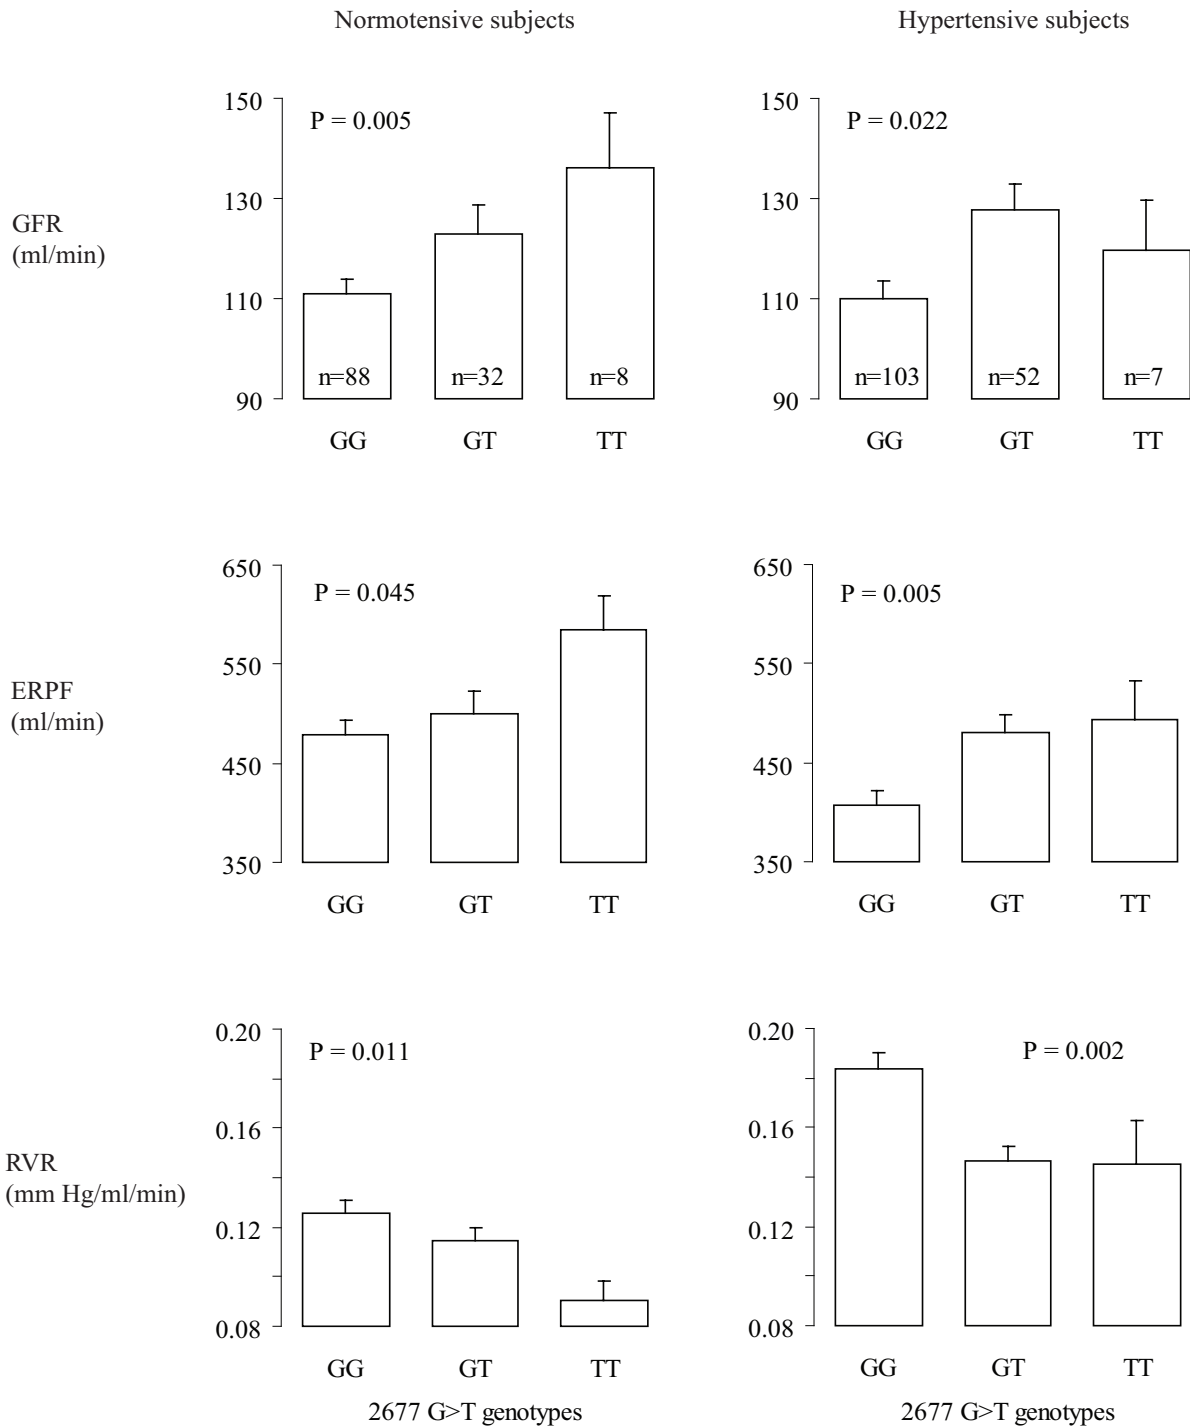 Normotensive subjects
Hypertensive subjects
GFR
(ml/min)
150
130
110
90
P = 0.005
n=88
n=32
n=8
GG
GT
TT
150
130
110
90
P = 0.022
n=103
n=52
n=7
GG
GT
TT
ERPF
(ml/min)
650
550
450
350
P = 0.045
GG
GT
TT
650
550
450
350
P = 0.005
GG
GT
TT
RVR
(mm Hg/ml/min)
0.20
0.16
0.12
0.08
P = 0.011
GG
GT
TT
2677 G>T genotypes
0.20
0.16
0.12
0.08
P = 0.002
GG
GT
TT
2677 G>T genotypes